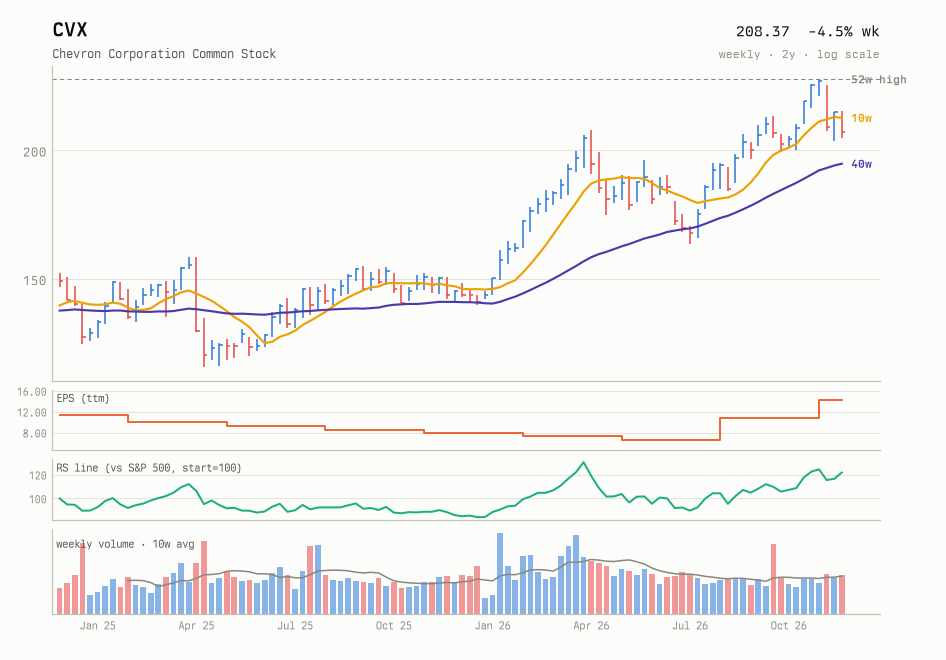 CVX
208.37 -4.5% wk
Chevron Corporation Common Stock
weekly · 2y · log scale
52w high
10w
200
40w
150
16.00
EPS (ttm)
12.00
8.00
RS line (vs S&P 500, start=100)
120
100
weekly volume · 10w avg
Jan 25 Apr 25 Jul 25 Oct 25 Jan 26 Apr 26 Jul 26 Oct 26